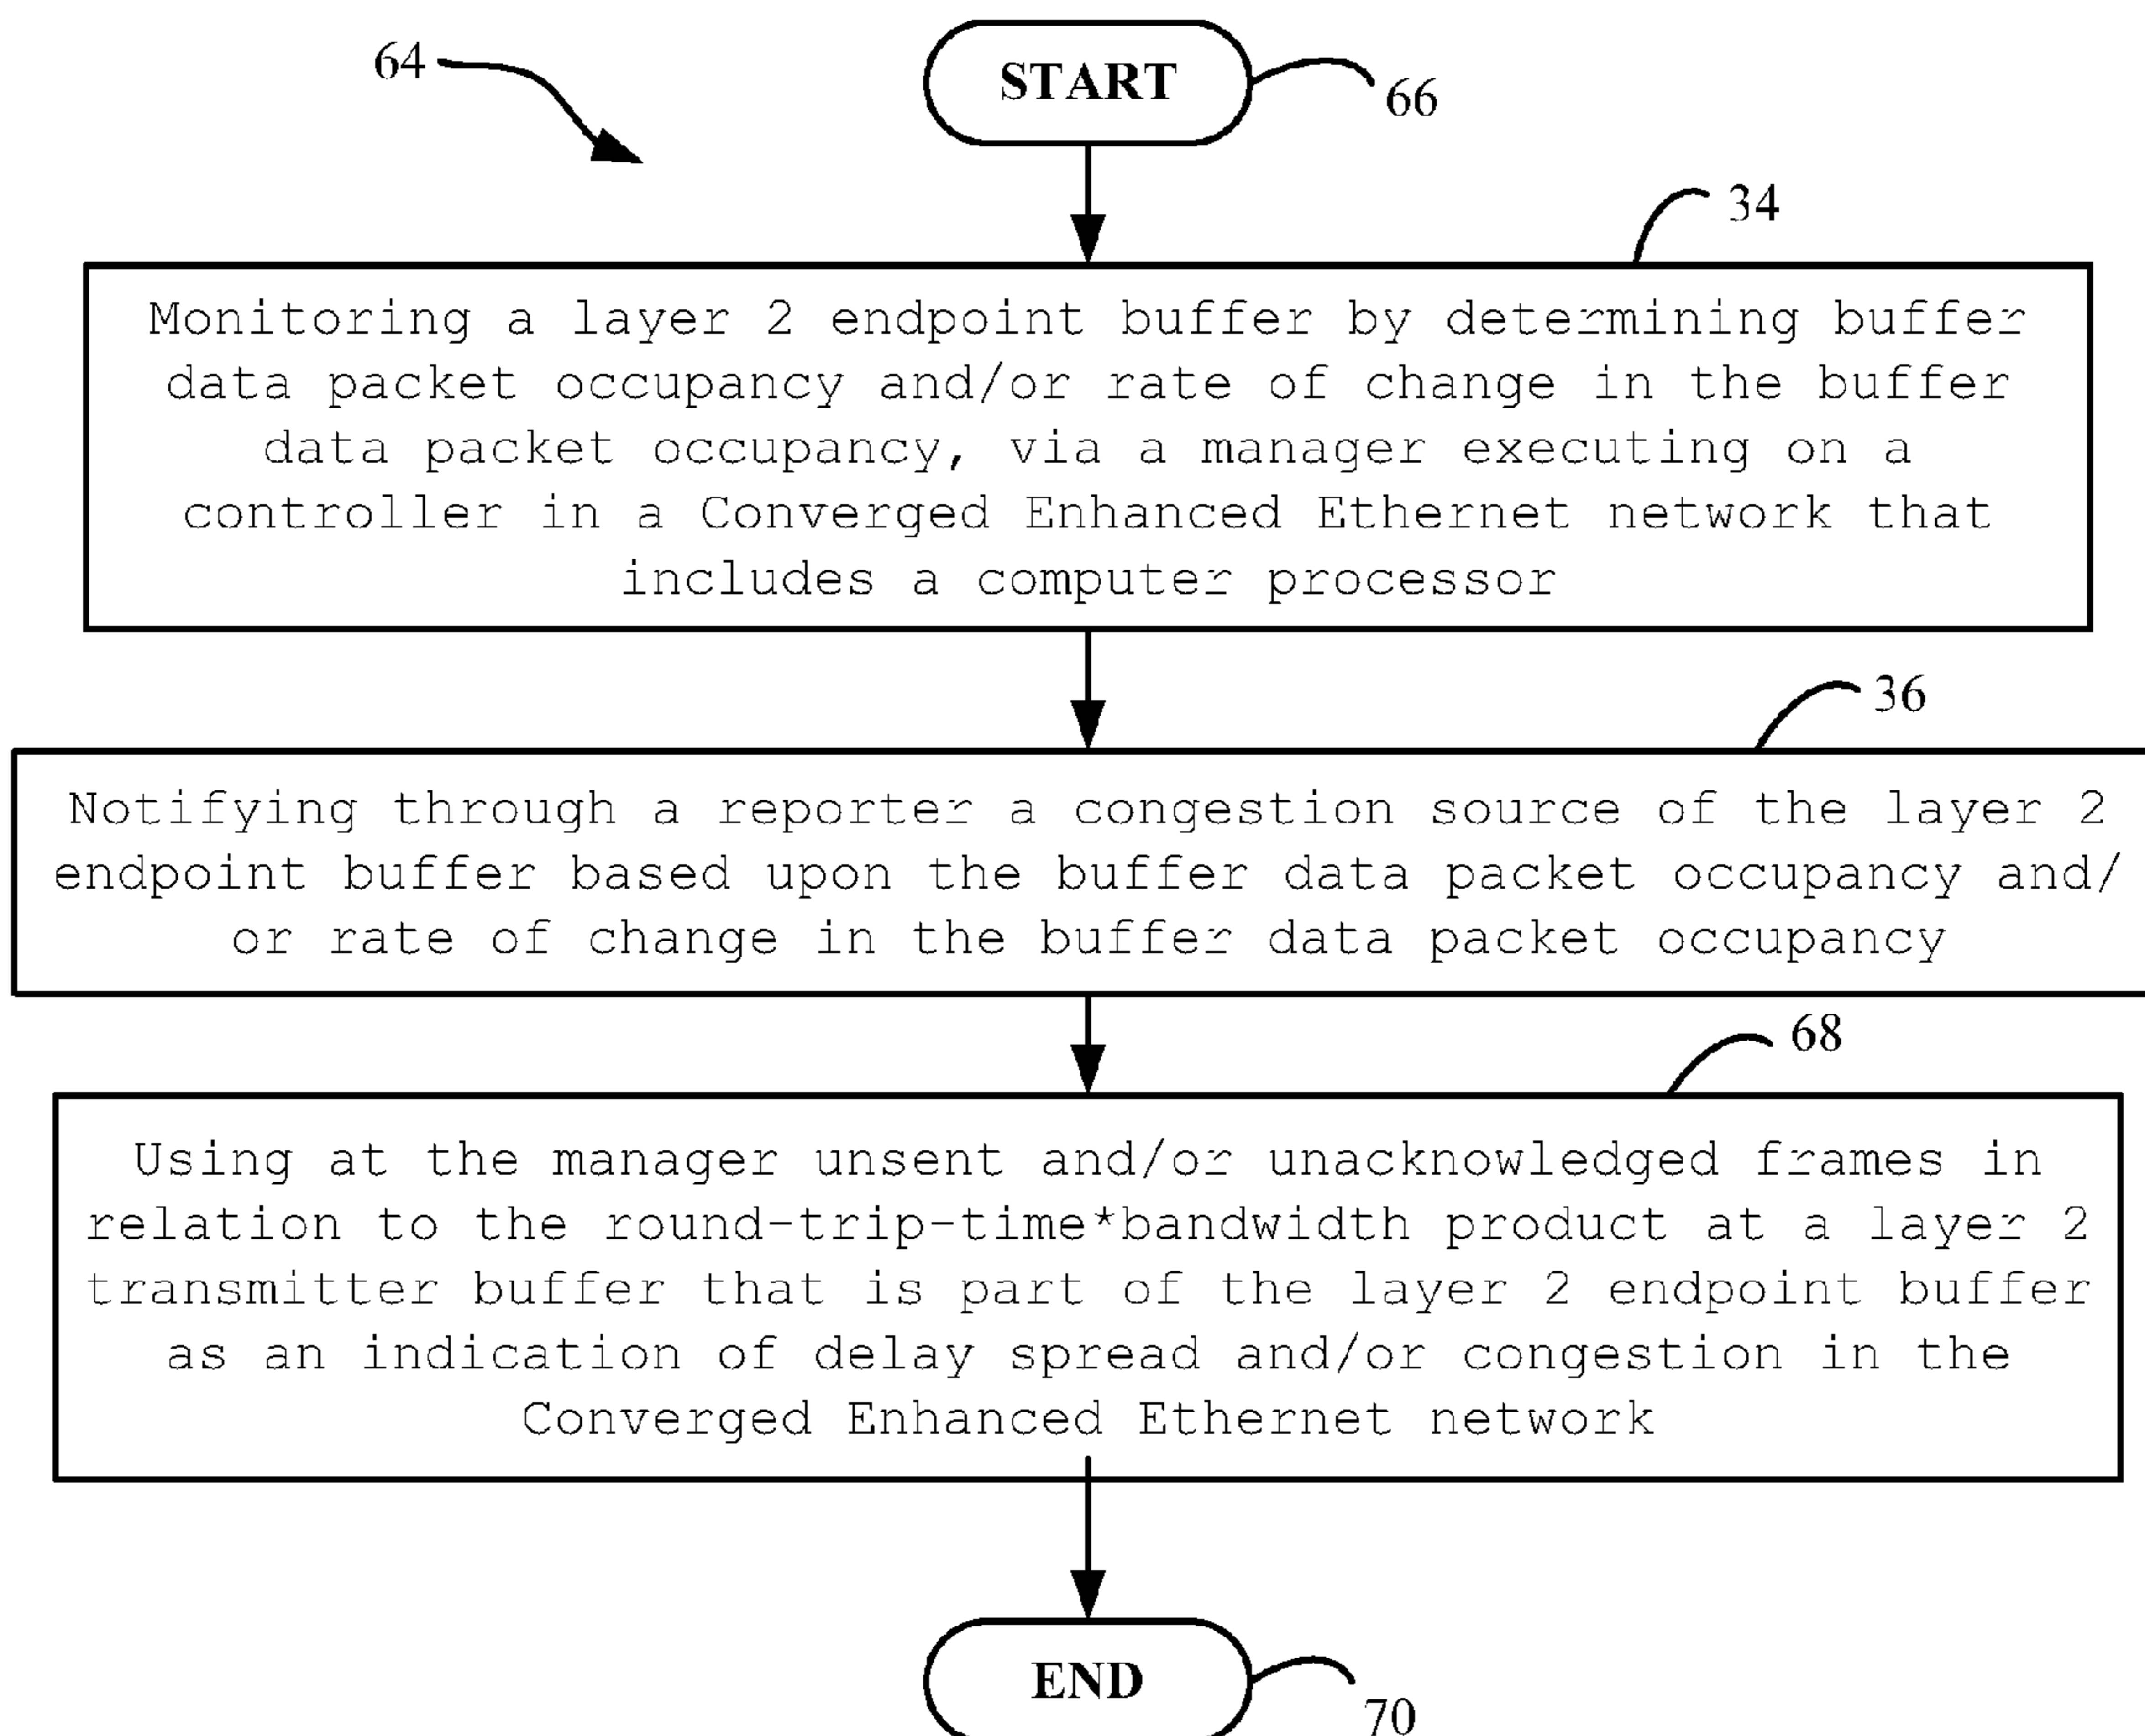 64
START
66
34
Monitoring a layer 2 endpoint buffer by determining buffer
data packet occupancy and/or rate of change in the buffer
data packet occupancy, via a manager executing on a
controller in a Converged Enhanced Ethernet network that
includes a computer processor
36
Notifying through a reporter a congestion source of the layer 2
endpoint buffer based upon the buffer data packet occupancy and/
or rate of change in the buffer data packet occupancy
68
Using at the manager unsent and/or unacknowledged frames in
relation to the round-trip-time*bandwidth product at a layer 2
transmitter buffer that is part of the layer 2 endpoint buffer
as an indication of delay spread and/or congestion in the
Converged Enhanced Ethernet network
END
70